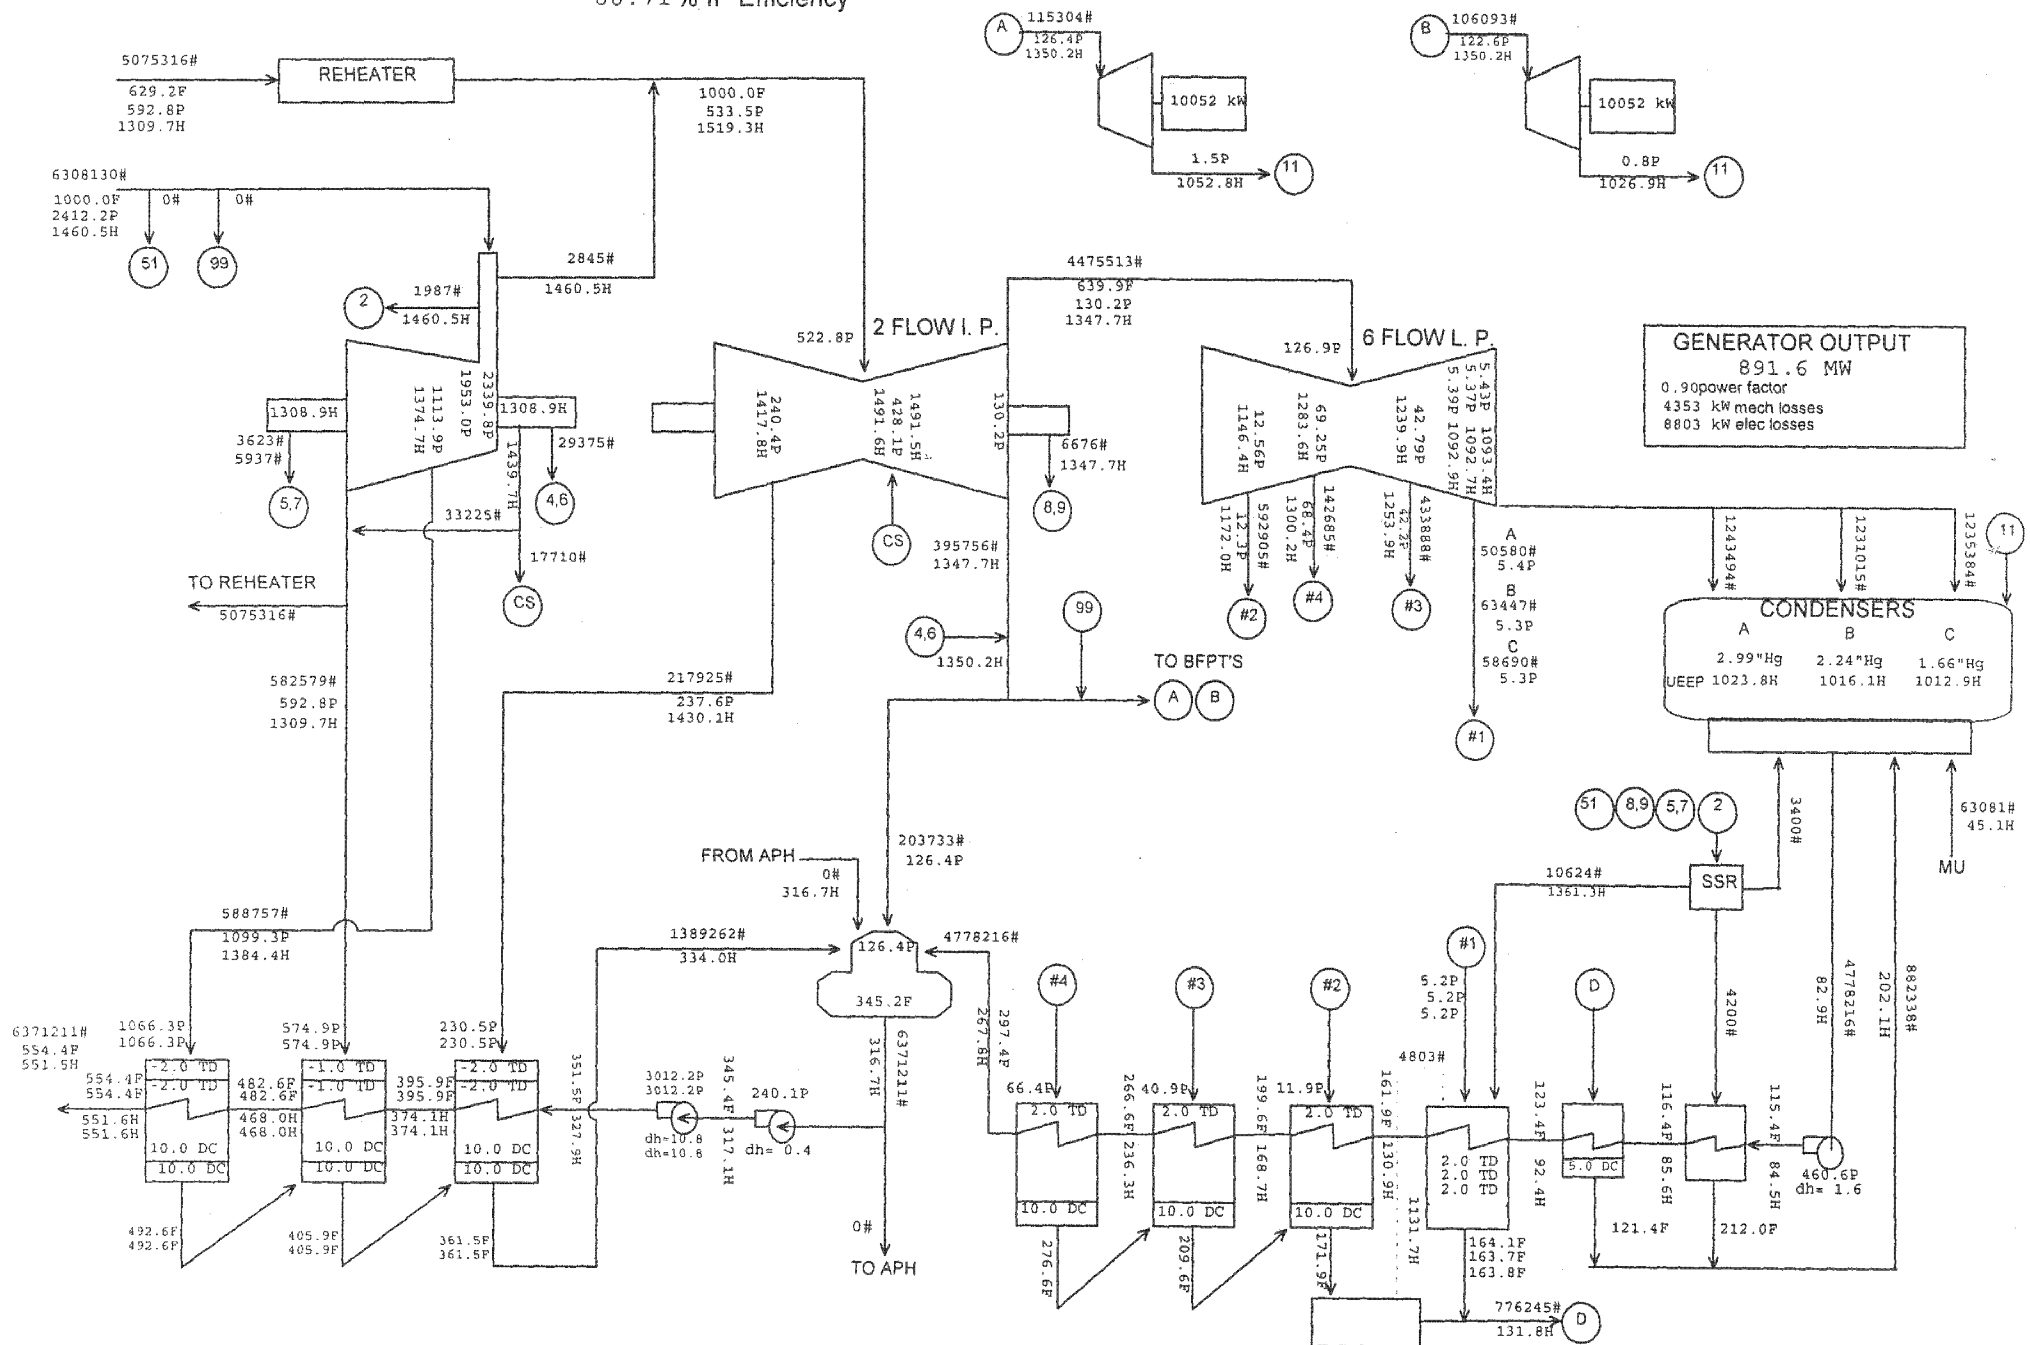 5075316#
REHEATER
629.2F
592.8P
1309.7H
1000.0F
533.5P
1519.3H
A
115304#
126.4P
1350.2H
10052 kW
1.5P
1052.8H
11
B
106093#
122.6P
1350.2H
10052 kW
0.8P
1026.9H
11
6308130#
1000.0F
2412.2P
1460.5H
0#
0#
51
99
2845#
1460.5H
2
1987#
1460.5H
1308.9H
3623#
5937#
5,7
1113.9P
1374.7H
2339.8P
1953.0P
1308.9H
29375#
4,6
1439.7H
33225#
17710#
CS
TO REHEATER
5075316#
2 FLOW I. P.
522.8P
240.4P
1417.8H
1491.5H
428.1P
1491.6H
130.2P
6676#
1347.7H
8,9
CS
395756#
1347.7H
4475513#
639.9F
130.2P
1347.7H
6 FLOW L. P.
126.9P
12.56P
1146.4H
69.25P
1283.6H
42.79P
1239.9H
5.43P 1093.4H
5.37P 1092.7H
5.39P 1092.9H
592905#
12.3P
1172.0H
#2
142685#
68.4P
1300.2H
#4
433888#
42.2P
1253.9H
#3
A
50580#
5.4P
B
63447#
5.3P
C
58690#
5.3P
#1
GENERATOR OUTPUT
891.6 MW
0.90power factor
4353 kW mech losses
8803 kW elec losses
1243494#
1231015#
1235384#
11
CONDENSERS
A B C
2.99"Hg 2.24"Hg 1.66"Hg
UEEP 1023.8H 1016.1H 1012.9H
4,6
1350.2H
99
TO BFPT'S
A
B
582579#
592.8P
1309.7H
217925#
237.6P
1430.1H
203733#
126.4P
FROM APH
0#
316.7H
51
8,9
5,7
2
SSR
3400#
10624#
1361.3H
4200#
4778216#
82.9H
882338#
202.1H
63081#
45.1H
MU
588757#
1099.3P
1384.4H
1389262#
334.0H
126.4P
345.2F
4778216#
6371211#
316.7H
6371211#
554.4F
551.5H
1066.3P
1066.3P
-2.0 TD
-2.0 TD
554.4F
554.4F
551.6H
551.6H
10.0 DC
10.0 DC
492.6F
492.6F
574.9P
574.9P
-1.0 TD
-1.0 TD
482.6F
482.6F
468.0H
468.0H
10.0 DC
10.0 DC
405.9F
405.9F
230.5P
230.5P
-2.0 TD
-2.0 TD
395.9F
395.9F
374.1H
374.1H
10.0 DC
10.0 DC
361.5F
361.5F
351.5P 327.9H
3012.2P
3012.2P
dh=10.8
dh=10.8
345.4F 317.1H
240.1P
dh= 0.4
0#
TO APH
297.4F
267.8H
#4
66.4P
2.0 TD
10.0 DC
276.6F
266.6F 236.3H
#3
40.9P
2.0 TD
10.0 DC
209.6F
199.6F 168.7H
#2
11.9P
2.0 TD
10.0 DC
171.9F
161.9F 130.9H
#1
5.2P
5.2P
5.2P
4803#
2.0 TD
2.0 TD
2.0 TD
1131.7H
164.1F
163.7F
163.8F
776245#
131.8H
D
123.4F 92.4H
D
5.0 DC
121.4F
116.4F 85.6H
212.0F
115.4F 84.5H
460.6P
dh= 1.6